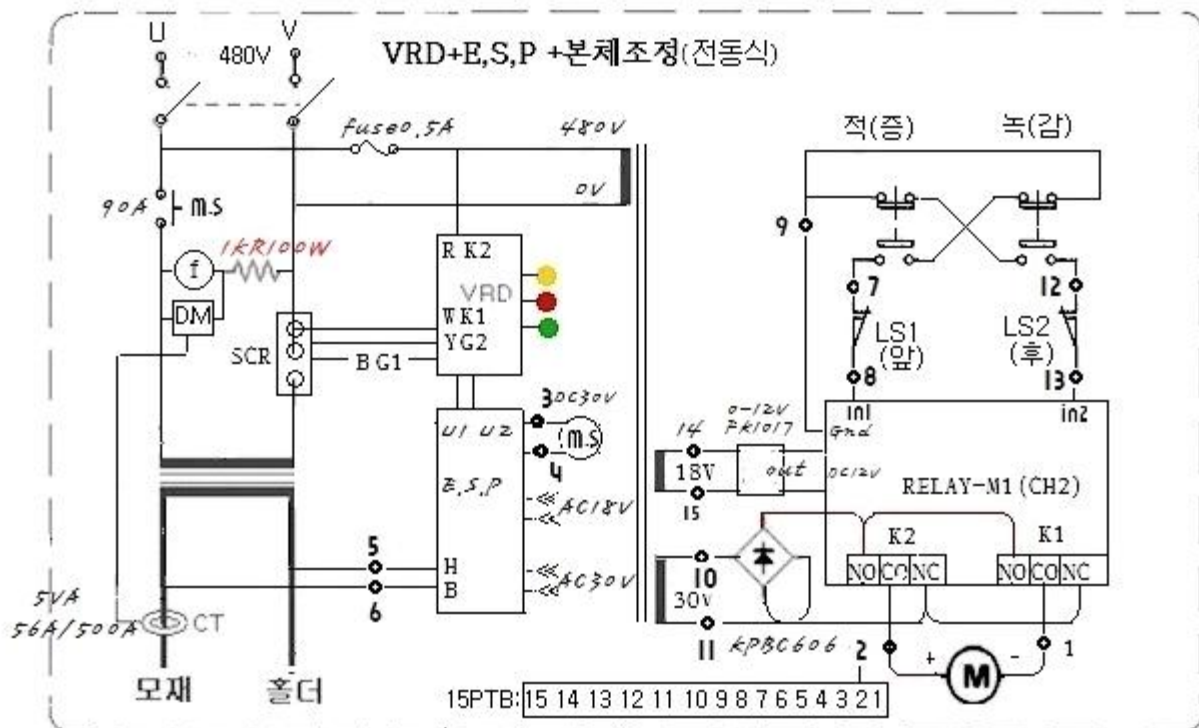 U
V
480V
VRD+E,S,P +본체조정(전동식)
fuse0.5A
480V
0V
적(증)
녹(감)
90A
m.S
9
1KR100W
f
DM
R K2
VRD
WK1
YG2
SCR
B G1
7
12
LS1
(앞)
LS2
(후)
8
13
in1
in2
3
DC30V
U1 U2
m.S
4
E,S,P
AC18V
AC30V
0-12V
FK1017
14
18V
15
out
Gnd
DC12V
RELAY-M1(CH2)
K2
K1
NO CO NC
NO CO NC
5
6
H
B
10
30V
11
KPBC606
2
1
+
M
-
5VA
56A/500A
CT
모재
홀더
15PTB: 15 14 13 12 11 10 9 8 7 6 5 4 3 2 1